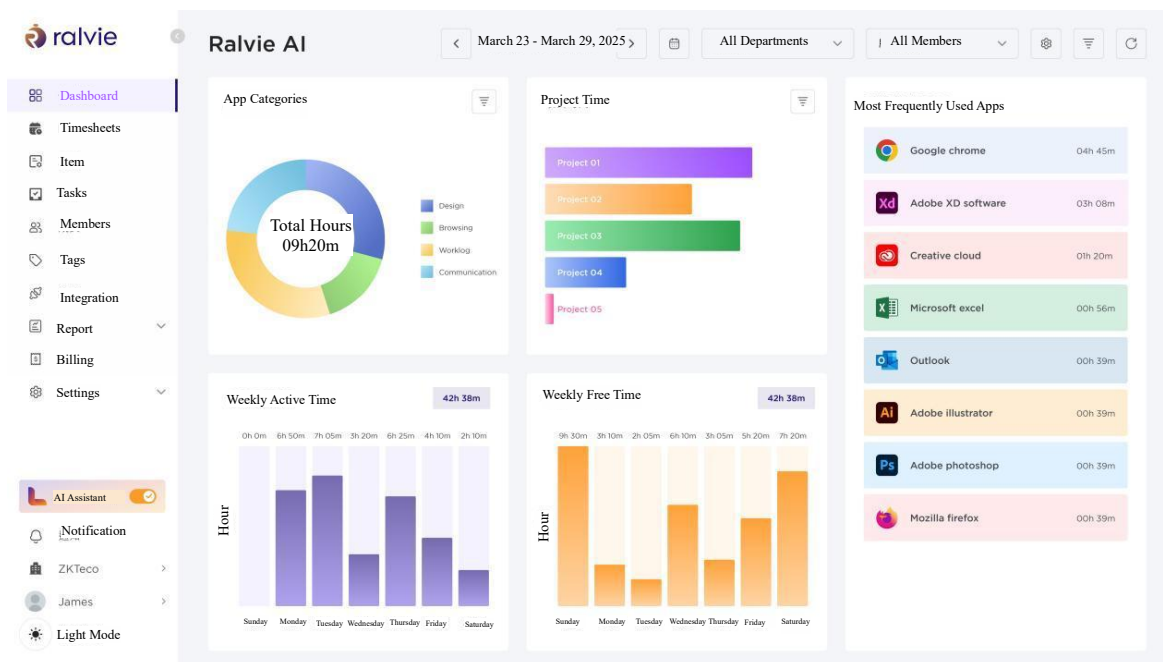 ralvie
Ralvie AI
March 23 - March 29, 2025
All Departments
All Members
Dashboard
Timesheets
Item
Tasks
Members
Tags
Integration
Report
Billing
Settings
AI Assistant
Notification
ZKTeco
James
Light Mode
App Categories
Total Hours
09h20m
Design
Browsing
Worklog
Communication
Project Time
Project 01
Project 02
Project 03
Project 04
Project 05
Most Frequently Used Apps
Google chrome 04h 45m
Xd Adobe XD software 03h 08m
Creative cloud 01h 20m
Microsoft excel 00h 56m
Outlook 00h 39m
Ai Adobe illustrator 00h 39m
Ps Adobe photoshop 00h 39m
Mozilla firefox 00h 39m
Weekly Active Time 42h 38m
0h 0m 6h 50m 7h 05m 3h 20m 6h 25m 4h 10m 2h 10m
Hour
Sunday Monday Tuesday Wednesday Thursday Friday Saturday
Weekly Free Time 42h 38m
9h 30m 3h 10m 2h 05m 6h 10m 3h 05m 5h 20m 7h 20m
Hour
Sunday Monday Tuesday Wednesday Thursday Friday Saturday